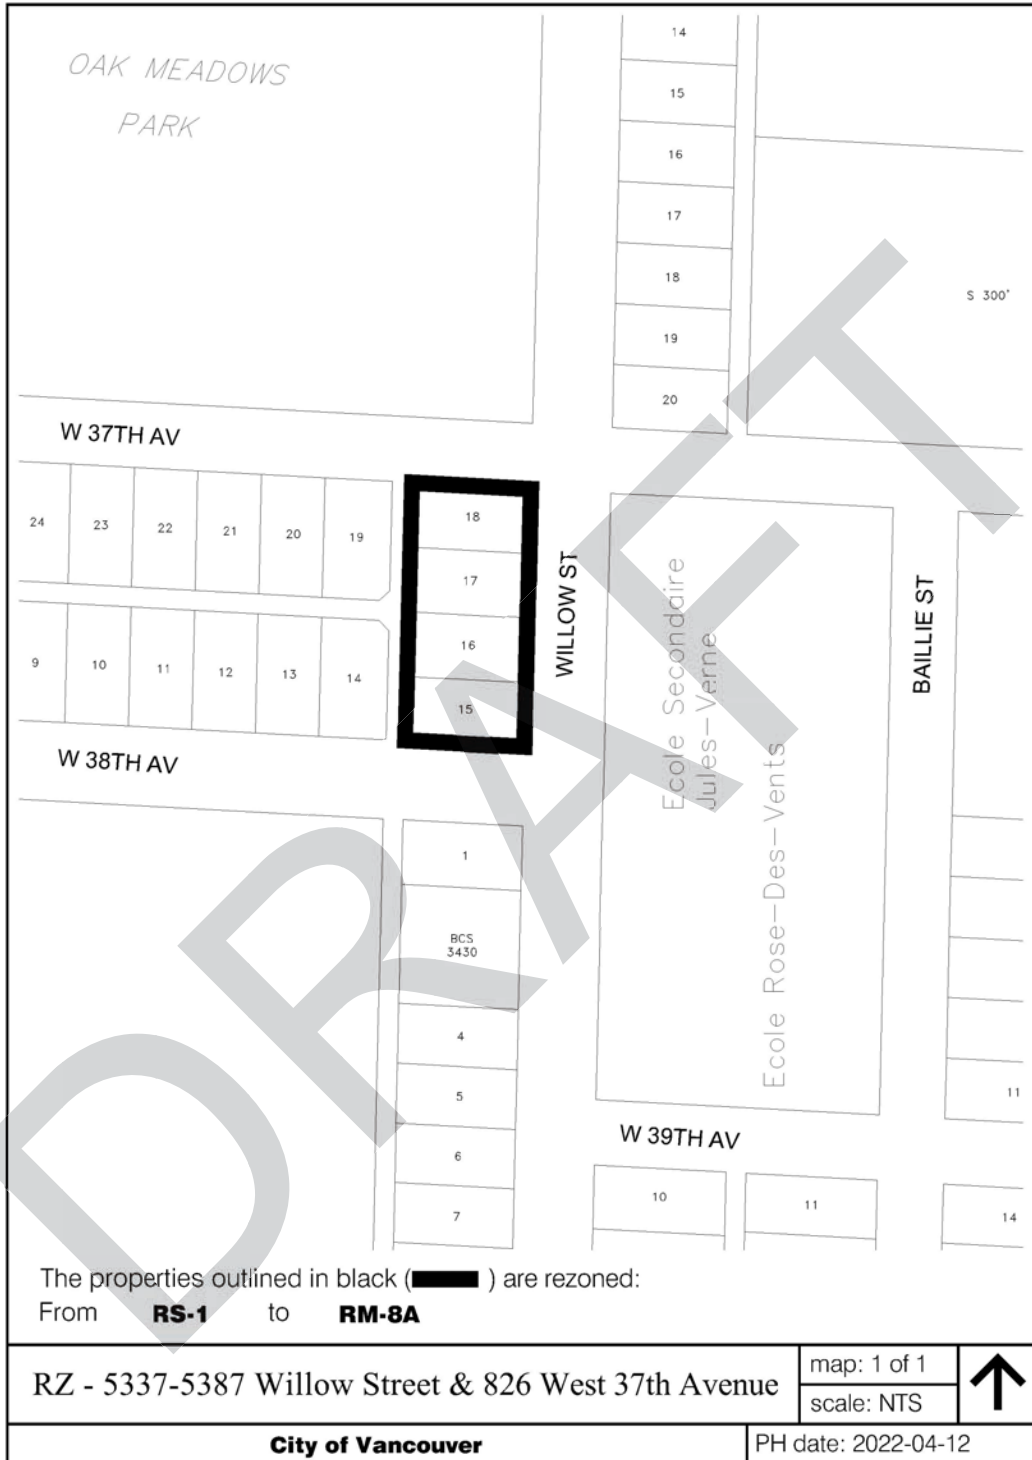 OAK MEADOWS
PARK
14
15
16
17
18
19
20
S 300'
W 37TH AV
24
23
22
21
20
19
18
17
16
15
9
10
11
12
13
14
WILLOW ST
Ecole Secondaire
Jules-Verne
Ecole Rose-Des-Vents
BAILLIE ST
W 38TH AV
1
BCS
3430
4
5
6
7
11
W 39TH AV
10
11
14
DRAFT
The properties outlined in black ( ) are rezoned:
From RS-1 to RM-8A
RZ - 5337-5387 Willow Street & 826 West 37th Avenue
map: 1 of 1
scale: NTS
City of Vancouver
PH date: 2022-04-12